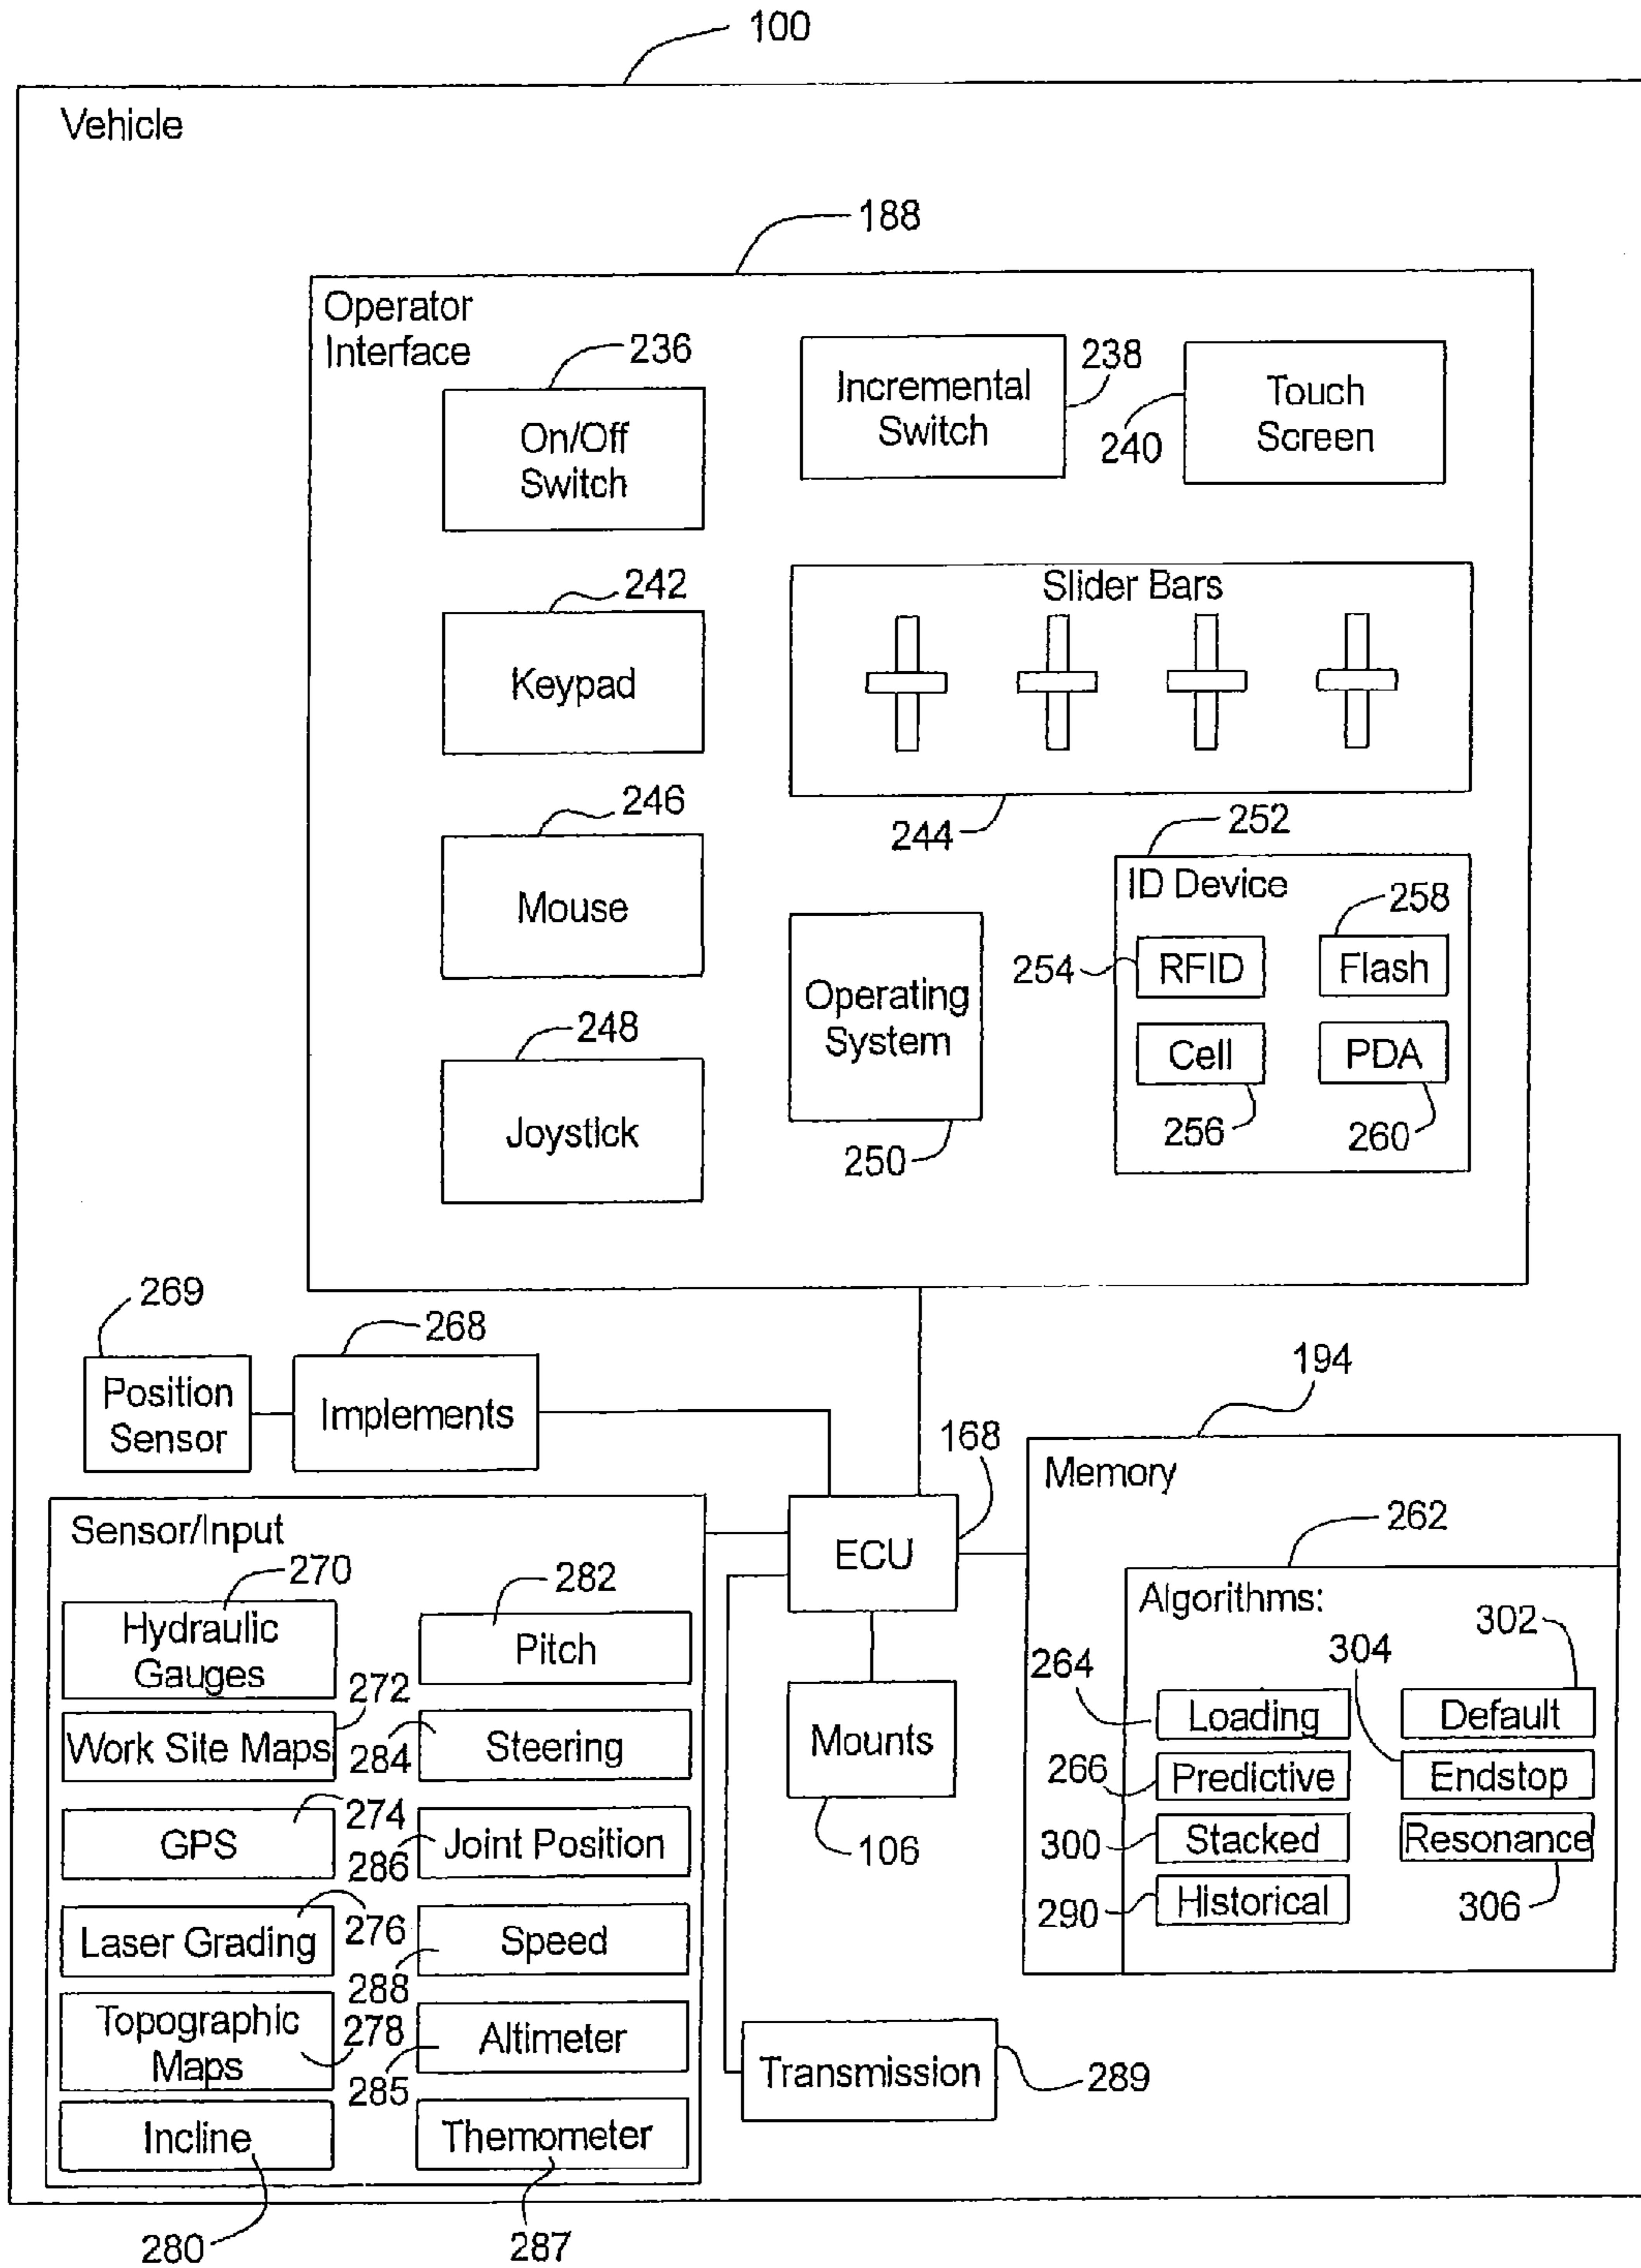 100
Vehicle
188
Operator
Interface
236
On/Off
Switch
Incremental
Switch
238
240
Touch
Screen
242
Keypad
Slider Bars
244
246
Mouse
248
Joystick
Operating
System
250
252
ID Device
254
RFID
258
Flash
Cell
256
PDA
260
269
Position
Sensor
268
Implements
168
ECU
194
Memory
262
Algorithms:
264
Loading
266
Predictive
300
Stacked
290
Historical
302
Default
304
Endstop
Resonance
306
Mounts
106
Transmission
289
Sensor/Input
270
Hydraulic
Gauges
272
Work Site Maps
274
GPS
276
Laser Grading
278
Topographic
Maps
Incline
280
282
Pitch
284
Steering
286
Joint Position
288
Speed
285
Altimeter
Themometer
287